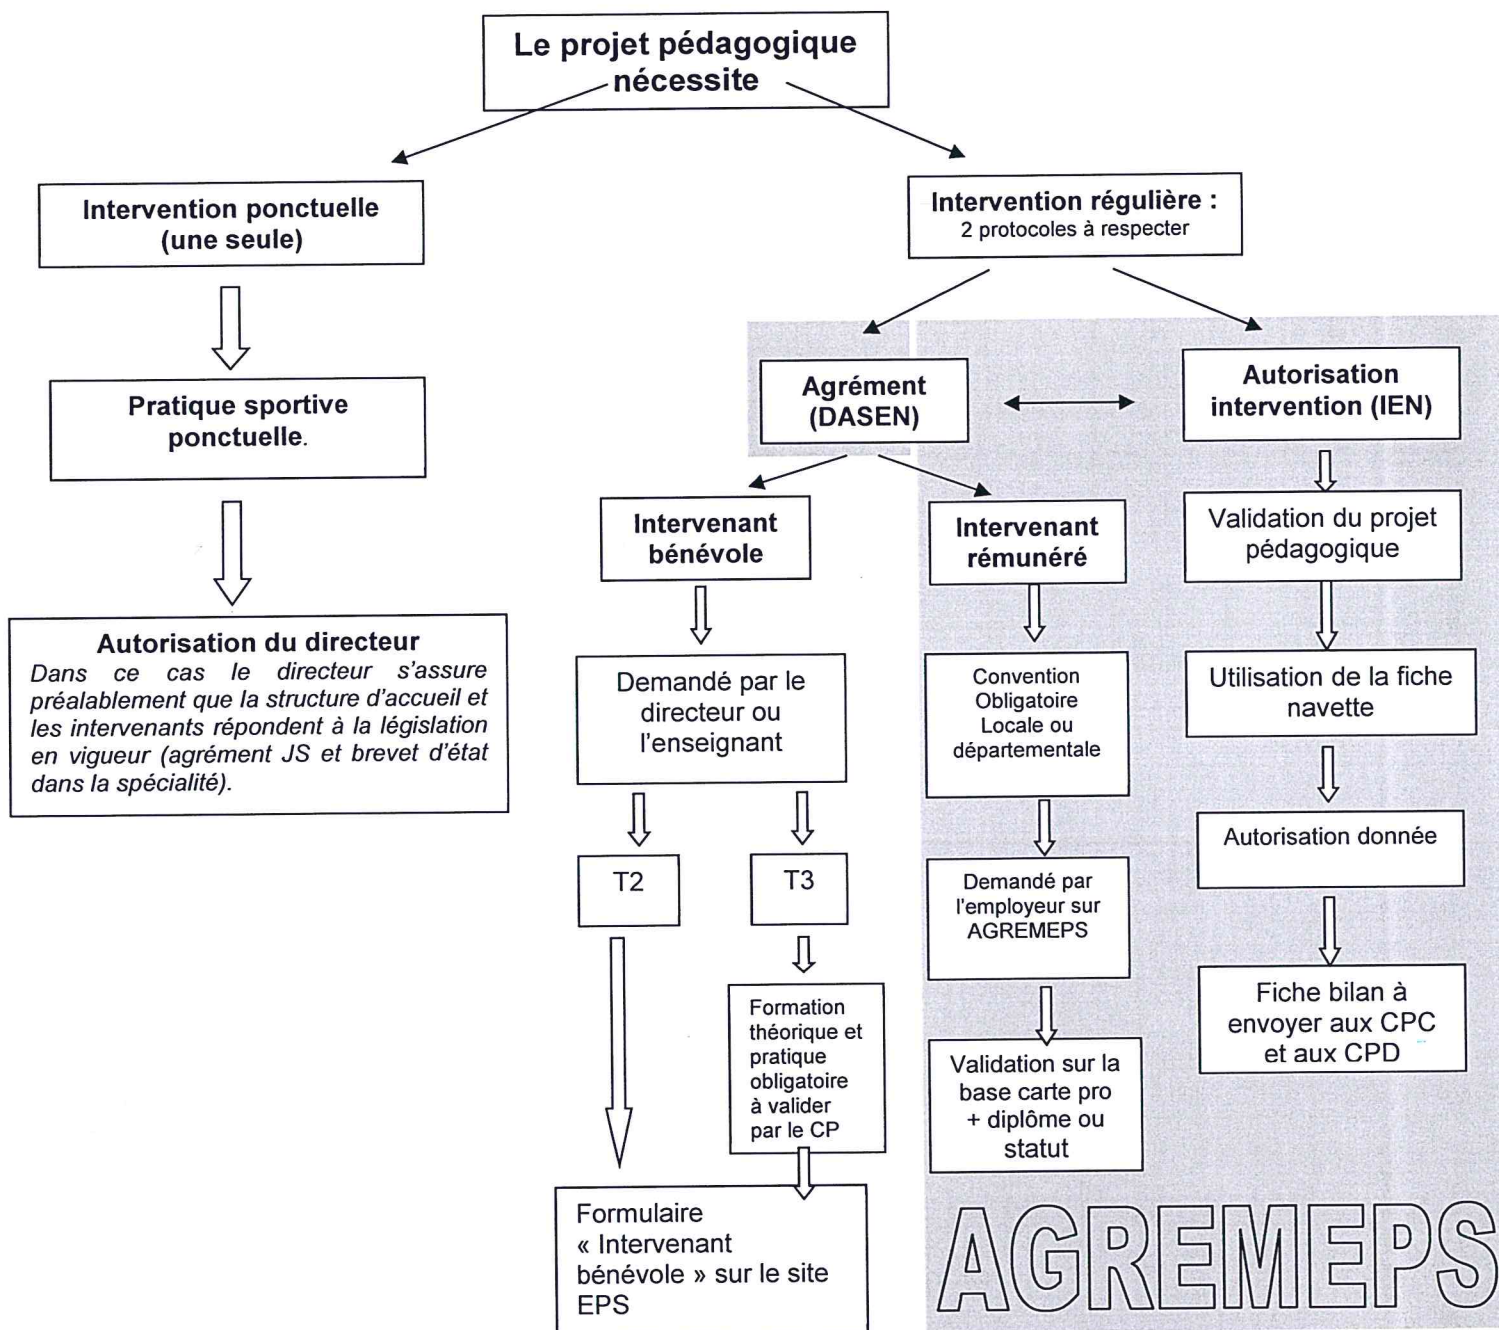 Le projet pédagogique
nécessite
Intervention ponctuelle
(une seule)
Pratique sportive
ponctuelle.
Autorisation du directeur
Dans ce cas le directeur s'assure
préalablement que la structure d'accueil et
les intervenants répondent à la législation
en vigueur (agrément JS et brevet d'état
dans la spécialité).
Intervention régulière :
2 protocoles à respecter
Agrément
(DASEN)
Intervenant
bénévole
Demandé par le
directeur ou
l'enseignant
T2
T3
Formation
théorique et
pratique
obligatoire
à valider
par le CP
Formulaire
« Intervenant
bénévole » sur le site
EPS
Intervenant
rémunéré
Convention
Obligatoire
Locale ou
départementale
Demandé par
l'employeur sur
AGREMEPS
Validation sur la
base carte pro
+ diplôme ou
statut
Autorisation
intervention (IEN)
Validation du projet
pédagogique
Utilisation de la fiche
navette
Autorisation donnée
Fiche bilan à
envoyer aux CPC
et aux CPD
AGREMEPS